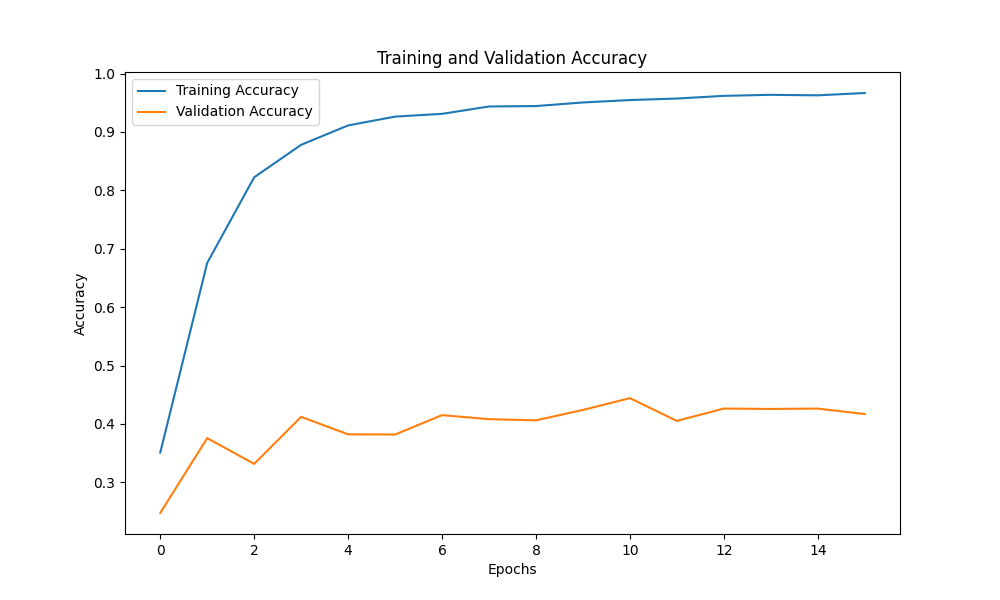 Training and Validation Accuracy
Training Accuracy
Validation Accuracy
Accuracy
1.0
0.9
0.8
0.7
0.6
0.5
0.4
0.3
0 2 4 6 8 10 12 14
Epochs